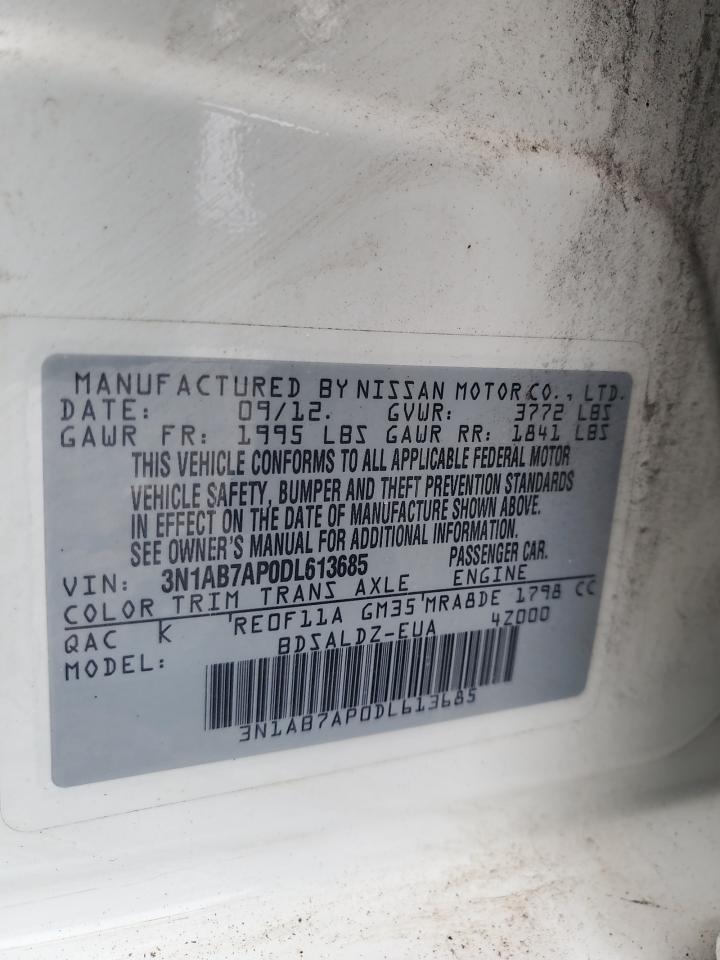 MANUFACTURED BY NISSAN MOTOR CO., LTD.
DATE: 09/12. GVWR: 3772 LBS
GAWR FR: 1995 LBS GAWR RR: 1841 LBS
THIS VEHICLE CONFORMS TO ALL APPLICABLE FEDERAL MOTOR
VEHICLE SAFETY, BUMPER AND THEFT PREVENTION STANDARDS
IN EFFECT ON THE DATE OF MANUFACTURE SHOWN ABOVE.
SEE OWNER'S MANUAL FOR ADDITIONAL INFORMATION.
VIN: 3N1AB7AP0DL613685 PASSENGER CAR.
COLOR TRIM TRANS AXLE ENGINE
QAC K 'RE0F11A GM35'MRA8DE 1798 CC
MODEL: BDSALDZ-EUA 4Z000
3N1AB7AP0DL613685